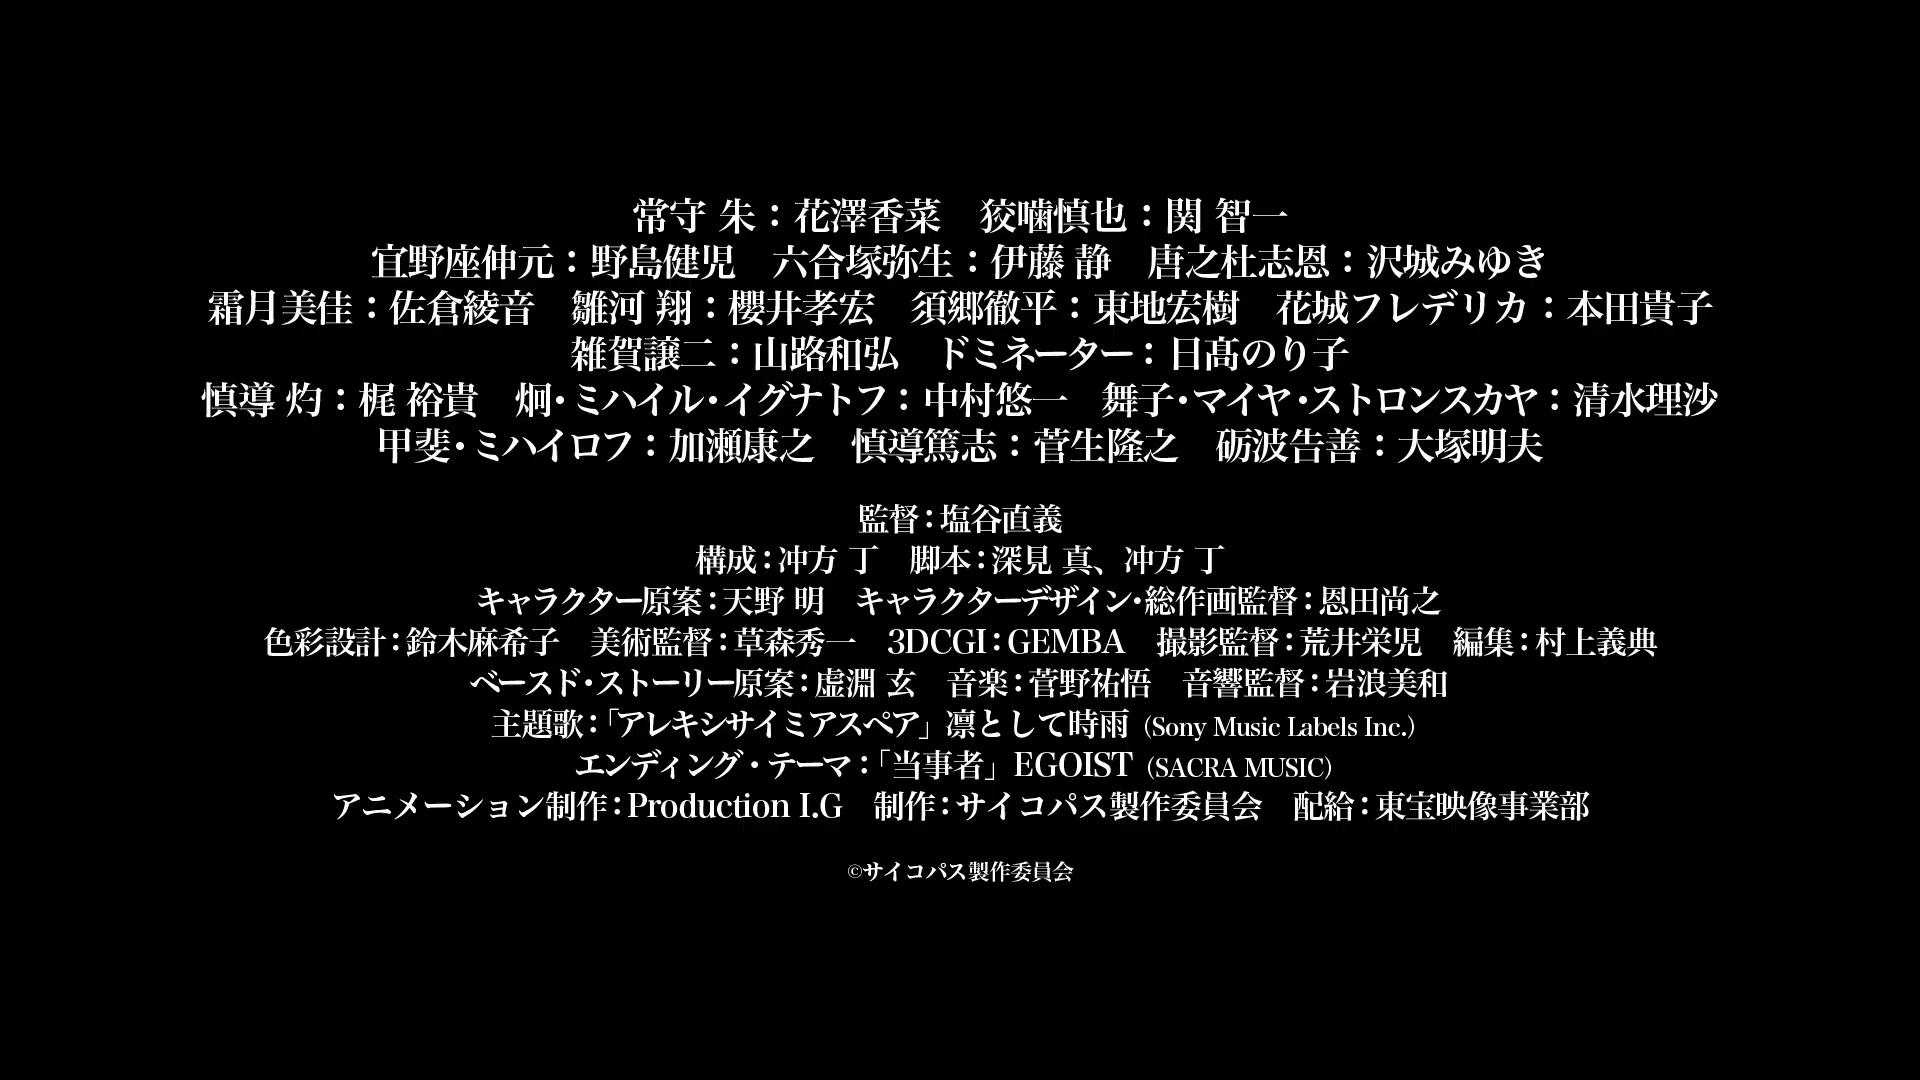 常守 朱：花澤香菜　狡噛慎也：関 智一
宜野座伸元：野島健児　六合塚弥生：伊藤 静　唐之杜志恩：沢城みゆき
霜月美佳：佐倉綾音　雛河 翔：櫻井孝宏　須郷徹平：東地宏樹　花城フレデリカ：本田貴子
雑賀譲二：山路和弘　ドミネーター：日髙のり子
慎導 灼：梶 裕貴　炯・ミハイル・イグナトフ：中村悠一　舞子・マイヤ・ストロンスカヤ：清水理沙
甲斐・ミハイロフ：加瀬康之　慎導篤志：菅生隆之　砺波告善：大塚明夫
監督：塩谷直義
構成：冲方 丁　脚本：深見 真、冲方 丁
キャラクター原案：天野 明　キャラクターデザイン・総作画監督：恩田尚之
色彩設計：鈴木麻希子　美術監督：草森秀一　3DCGI：GEMBA　撮影監督：荒井栄児　編集：村上義典
ベースド・ストーリー原案：虚淵 玄　音楽：菅野祐悟　音響監督：岩浪美和
主題歌：「アレキシサイミアスペア」凛として時雨（Sony Music Labels Inc.）
エンディング・テーマ：「当事者」EGOIST（SACRA MUSIC）
アニメーション制作：Production I.G　制作：サイコパス製作委員会　配給：東宝映像事業部
©サイコパス製作委員会